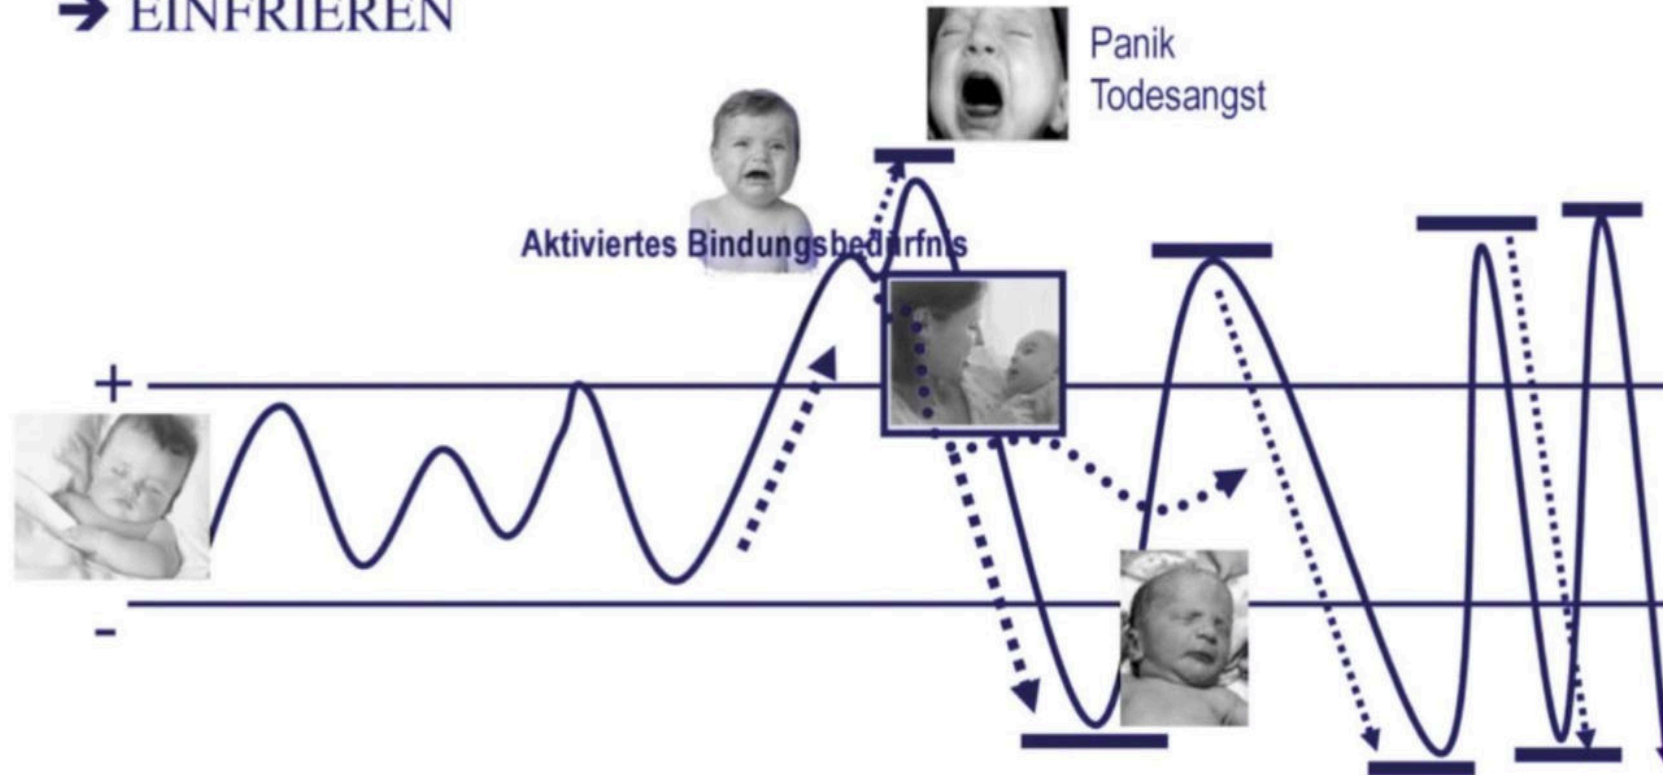 → EINFRIEREN
Panik
Todesangst
Aktiviertes Bindungsbedürfnis
+
-